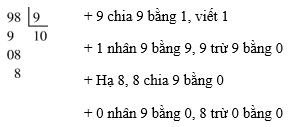 98 9 + 9 chia 9 bằng 1, viết 1
9 10 + 1 nhân 9 bằng 9, 9 trừ 9 bằng 0
08 + Hạ 8, 8 chia 9 bằng 0
8 + 0 nhân 9 bằng 0, 8 trừ 0 bằng 0